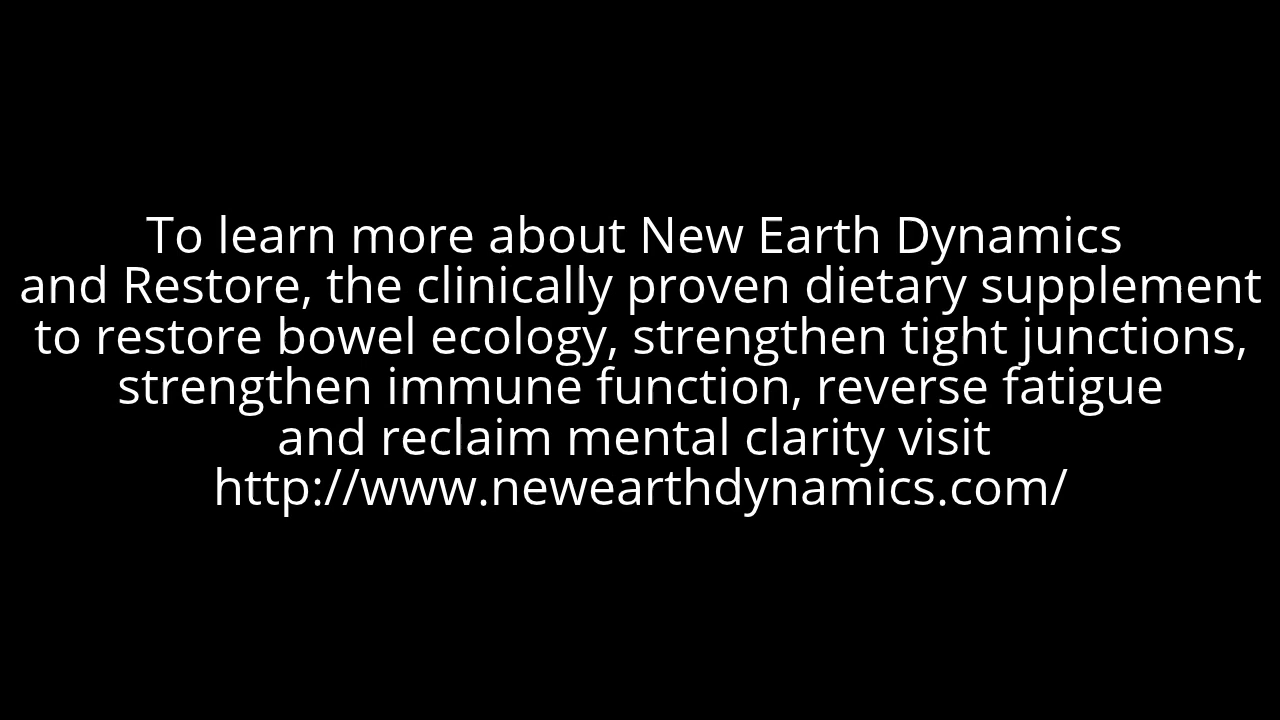 To learn more about New Earth Dynamics
and Restore, the clinically proven dietary supplement
to restore bowel ecology, strengthen tight junctions,
strengthen immune function, reverse fatigue
and reclaim mental clarity visit
http://www.newearthdynamics.com/